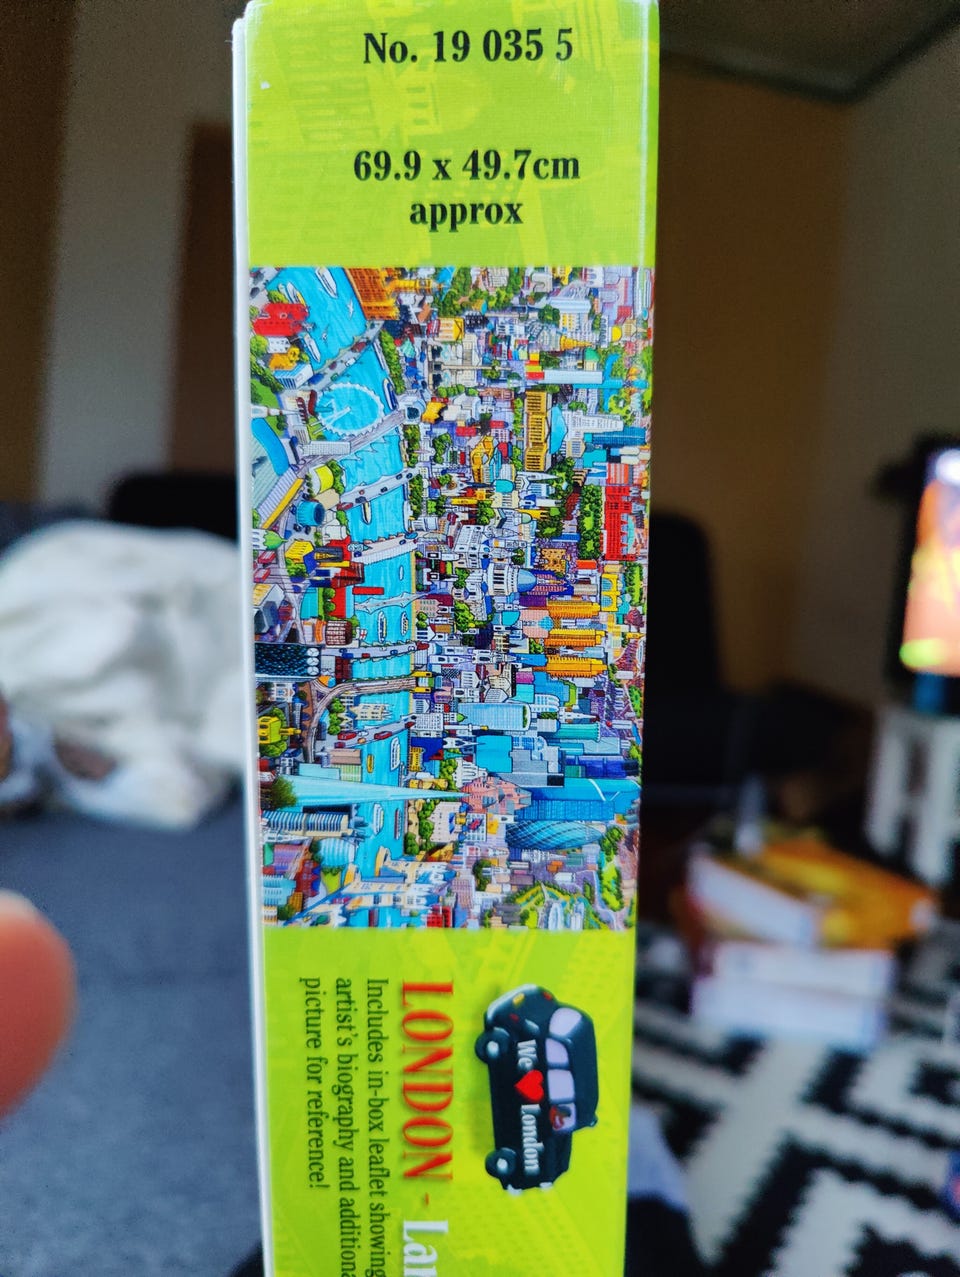 No. 19 035 5
69.9 x 49.7cm
approx
We
London
LONDON -
Includes in-box leaflet showing
artist's biography and
picture for reference!